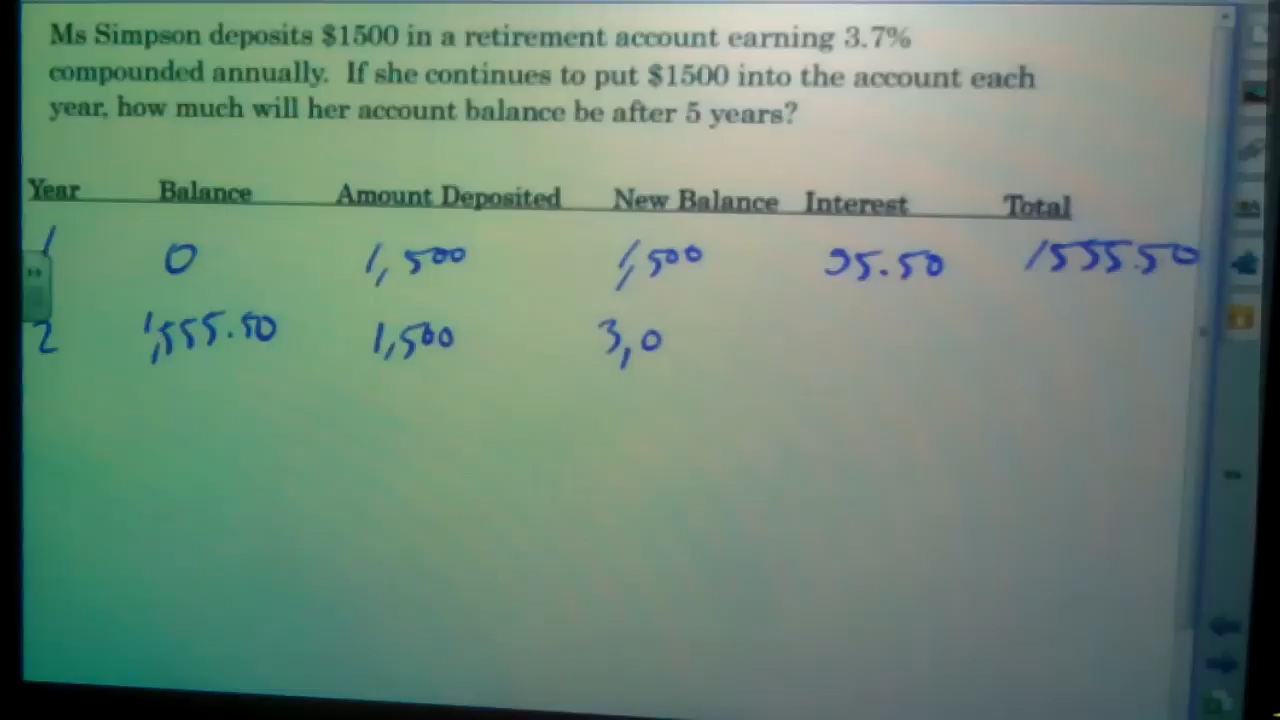 Ms Simpson deposits $1500 in a retirement account earning 3.7%
compounded annually. If she continues to put $1500 into the account each
year, how much will her account balance be after 5 years?
Year Balance Amount Deposited New Balance Interest Total
1 0 1,500 1,500 55.50 1555.50
2 1,555.50 1,500 3,0